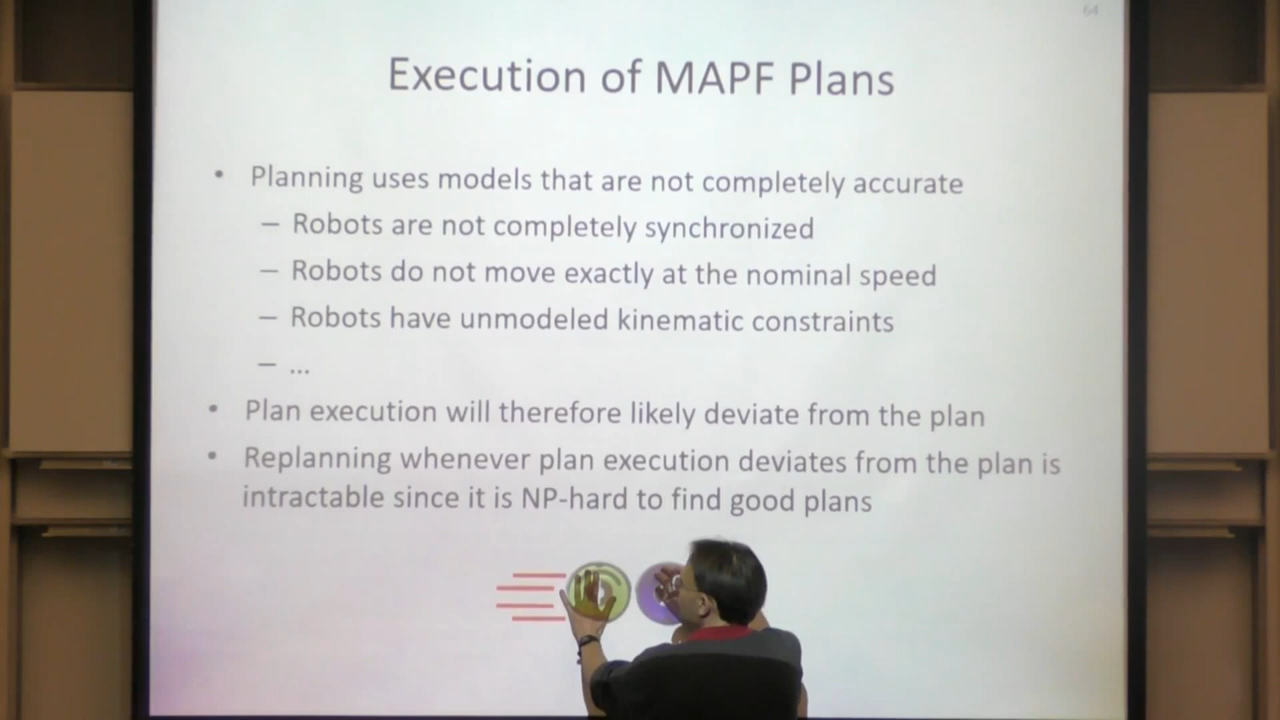 64
Execution of MAPF Plans
• Planning uses models that are not completely accurate
– Robots are not completely synchronized
– Robots do not move exactly at the nominal speed
– Robots have unmodeled kinematic constraints
– ...
• Plan execution will therefore likely deviate from the plan
• Replanning whenever plan execution deviates from the plan is
intractable since it is NP-hard to find good plans